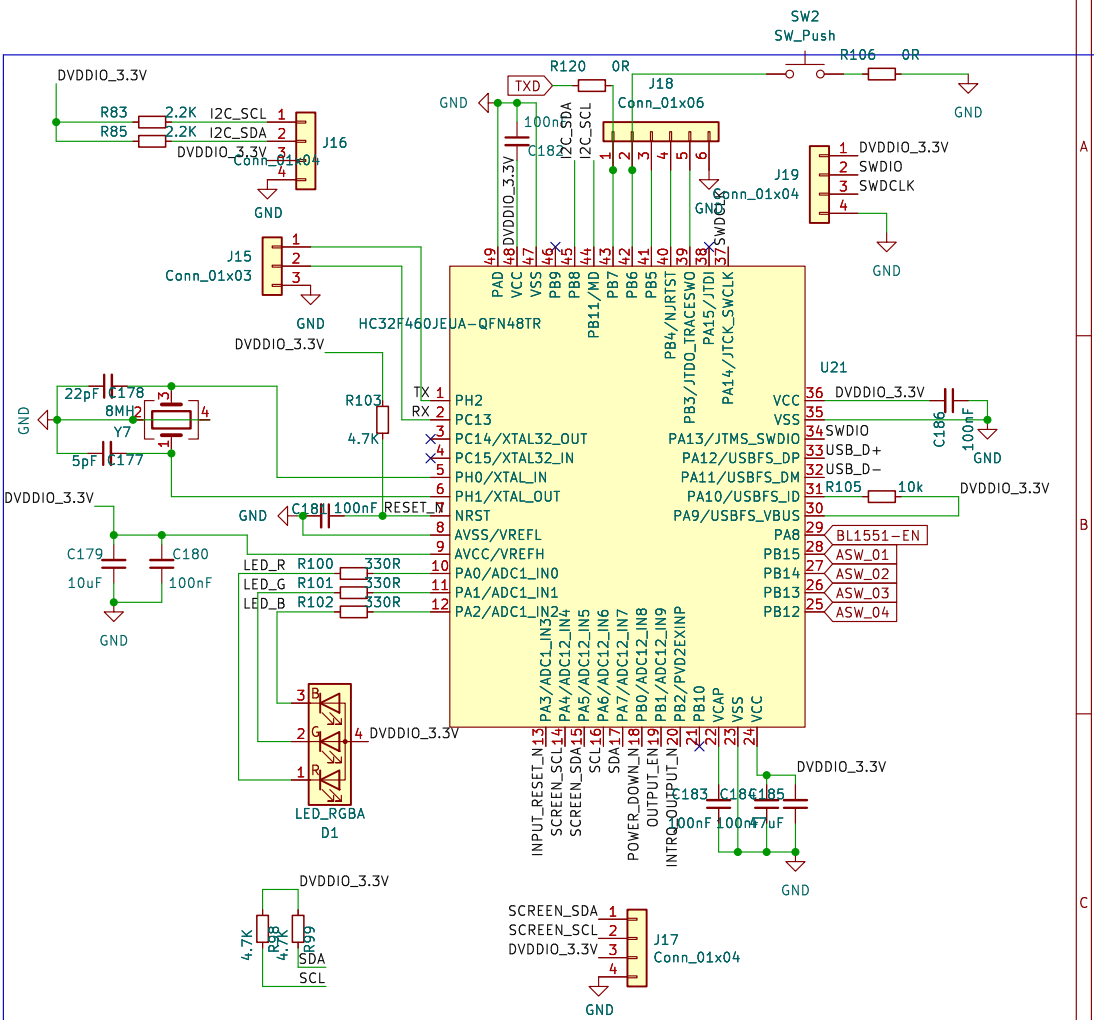 SW2
SW_Push
R106 0R
DVDDIO_3.3V
R120 0R
TXD
J18
Conn_01x06
GND
GND
R83 2.2K I2C_SCL 1
R85 2.2K I2C_SDA 2
DVDDIO_3.3V 3
4
J16
Conn_01x04
GND
100nF
C182
DVDDIO_3.3V
I2C_SDA
I2C_SCL
1 2 3 4 5 6
GND
SWDCLK
J19
Conn_01x04
1 DVDDIO_3.3V
2 SWDIO
3 SWDCLK
4
GND
A
J15
Conn_01x03
1
2
3
GND
49 48 47 46 45 44 43 42 41 40 39 38 37
PAD
VCC
VSS
PB9
PB8
PB11/MD
PB7
PB6
PB5
PB4/NJRTST
PB3/JTDO_TRACESWO
PA15/JTDI
PA14/JTCK_SWCLK
HC32F460JEUA-QFN48TR
U21
DVDDIO_3.3V
R103
4.7K
22pF C178
8MH
Y7
5pF C177
3
2
4
1
GND
TX 1 PH2
RX 2 PC13
3 PC14/XTAL32_OUT
4 PC15/XTAL32_IN
5 PH0/XTAL_IN
6 PH1/XTAL_OUT
RESET_N 7 NRST
8 AVSS/VREFL
9 AVCC/VREFH
10 PA0/ADC1_IN0
11 PA1/ADC1_IN1
12 PA2/ADC1_IN2
VCC 36 DVDDIO_3.3V
VSS 35
PA13/JTMS_SWDIO 34 SWDIO
PA12/USBFS_DP 33 USB_D+
PA11/USBFS_DM 32 USB_D-
PA10/USBFS_ID 31 R105 10k
DVDDIO_3.3V
PA9/USBFS_VBUS 30
PA8 29 BL1551-EN
PB15 28 ASW_01
PB14 27 ASW_02
PB13 26 ASW_03
PB12 25 ASW_04
C186
100nF
GND
B
DVDDIO_3.3V
GND
C181 100nF
C179
10uF
C180
100nF
GND
LED_R R100 330R
LED_G R101 330R
LED_B R102 330R
PA3/ADC1_IN3
PA4/ADC12_IN4
PA5/ADC12_IN5
PA6/ADC12_IN6
PA7/ADC12_IN7
PB0/ADC12_IN8
PB1/ADC12_IN9
PB2/PVD2EXINP
PB10
VCAP
VSS
VCC
13 14 15 16 17 18 19 20 21 22 23 24
INPUT_RESET_N
SCREEN_SCL
SCREEN_SDA
SCL
SDA
POWER_DOWN_N
OUTPUT_EN
INTRQ_OUTPUT_N
3 B
2 G 4 DVDDIO_3.3V
1 R
LED_RGBA
D1
DVDDIO_3.3V
C183 C184 C185
100nF 100nF 47uF
GND
DVDDIO_3.3V
4.7K
R98
4.7K
R99
SDA
SCL
SCREEN_SDA 1
SCREEN_SCL 2
DVDDIO_3.3V 3
4
J17
Conn_01x04
GND
C